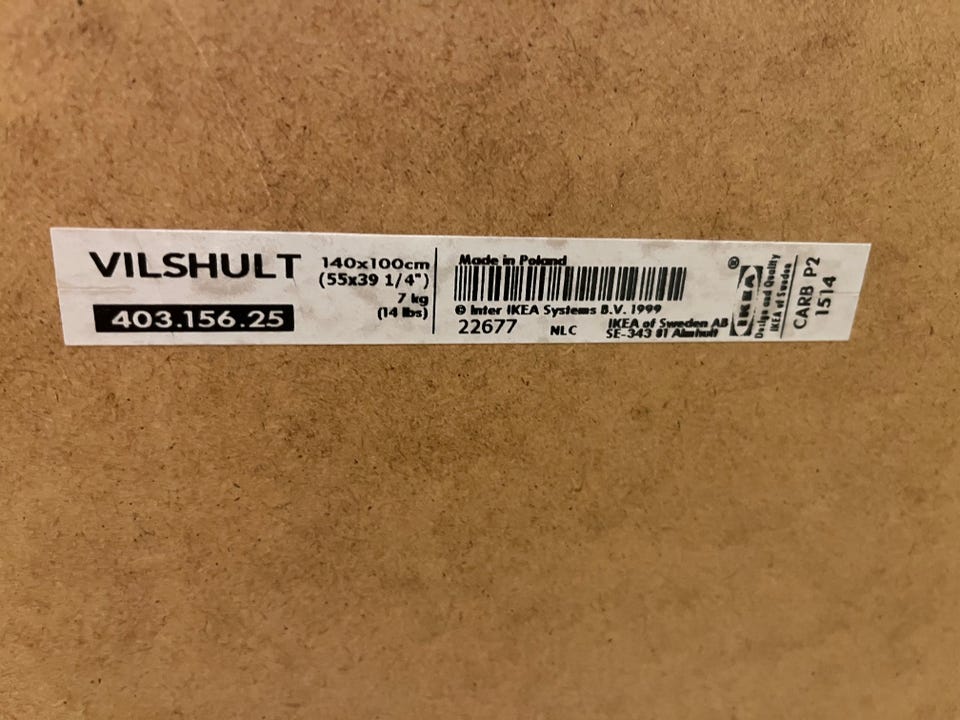 VILSHULT
403.156.25
140x100cm
(55x39 1/4")
7 kg
(14 lbs)
Made in Poland
© Inter IKEA Systems B.V. 1999
22677 NLC
IKEA of Sweden AB
SE-343 81 Älmhult
® IKEA
Design and Quality
IKEA of Sweden
CARB P2
1514